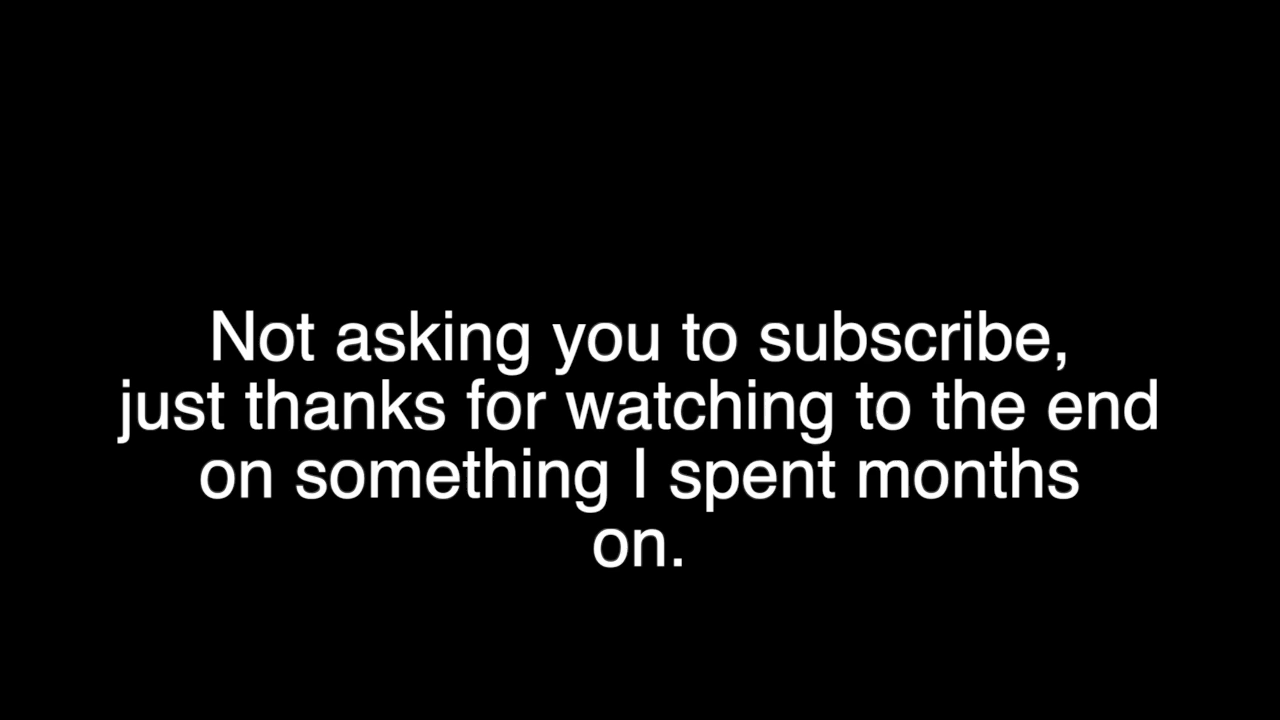 Not asking you to subscribe,
just thanks for watching to the end
on something I spent months
on.